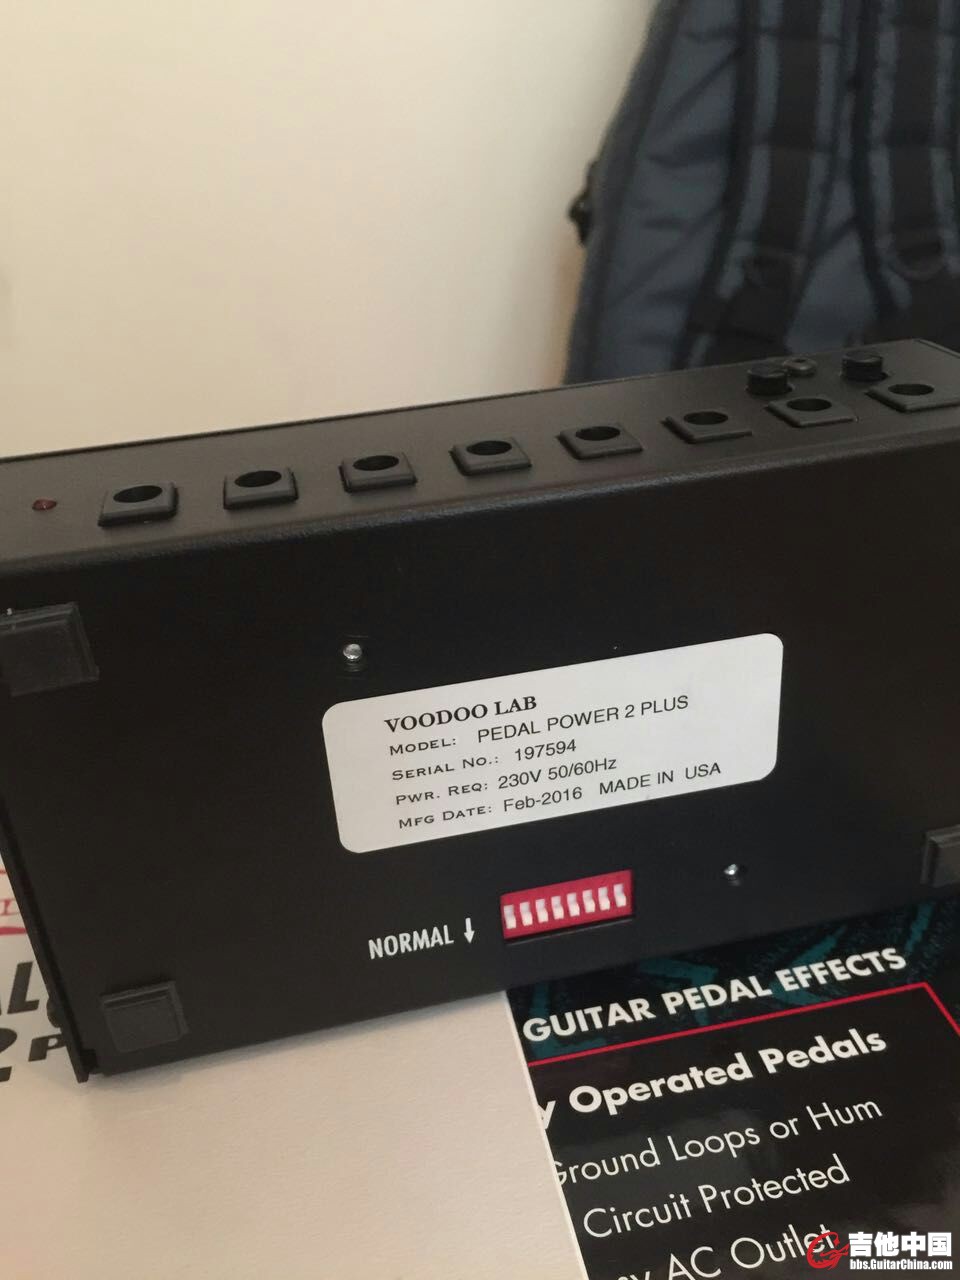 VOODOO LAB
MODEL: PEDAL POWER 2 PLUS
SERIAL NO.: 197594
PWR. REQ: 230V 50/60Hz
MFG DATE: Feb-2016 MADE IN USA
NORMAL ↓
GUITAR PEDAL EFFECTS
Operated Pedals
Ground Loops or Hum
Circuit Protected
AC Outlet
吉他中国
bbs.GuitarChina.com